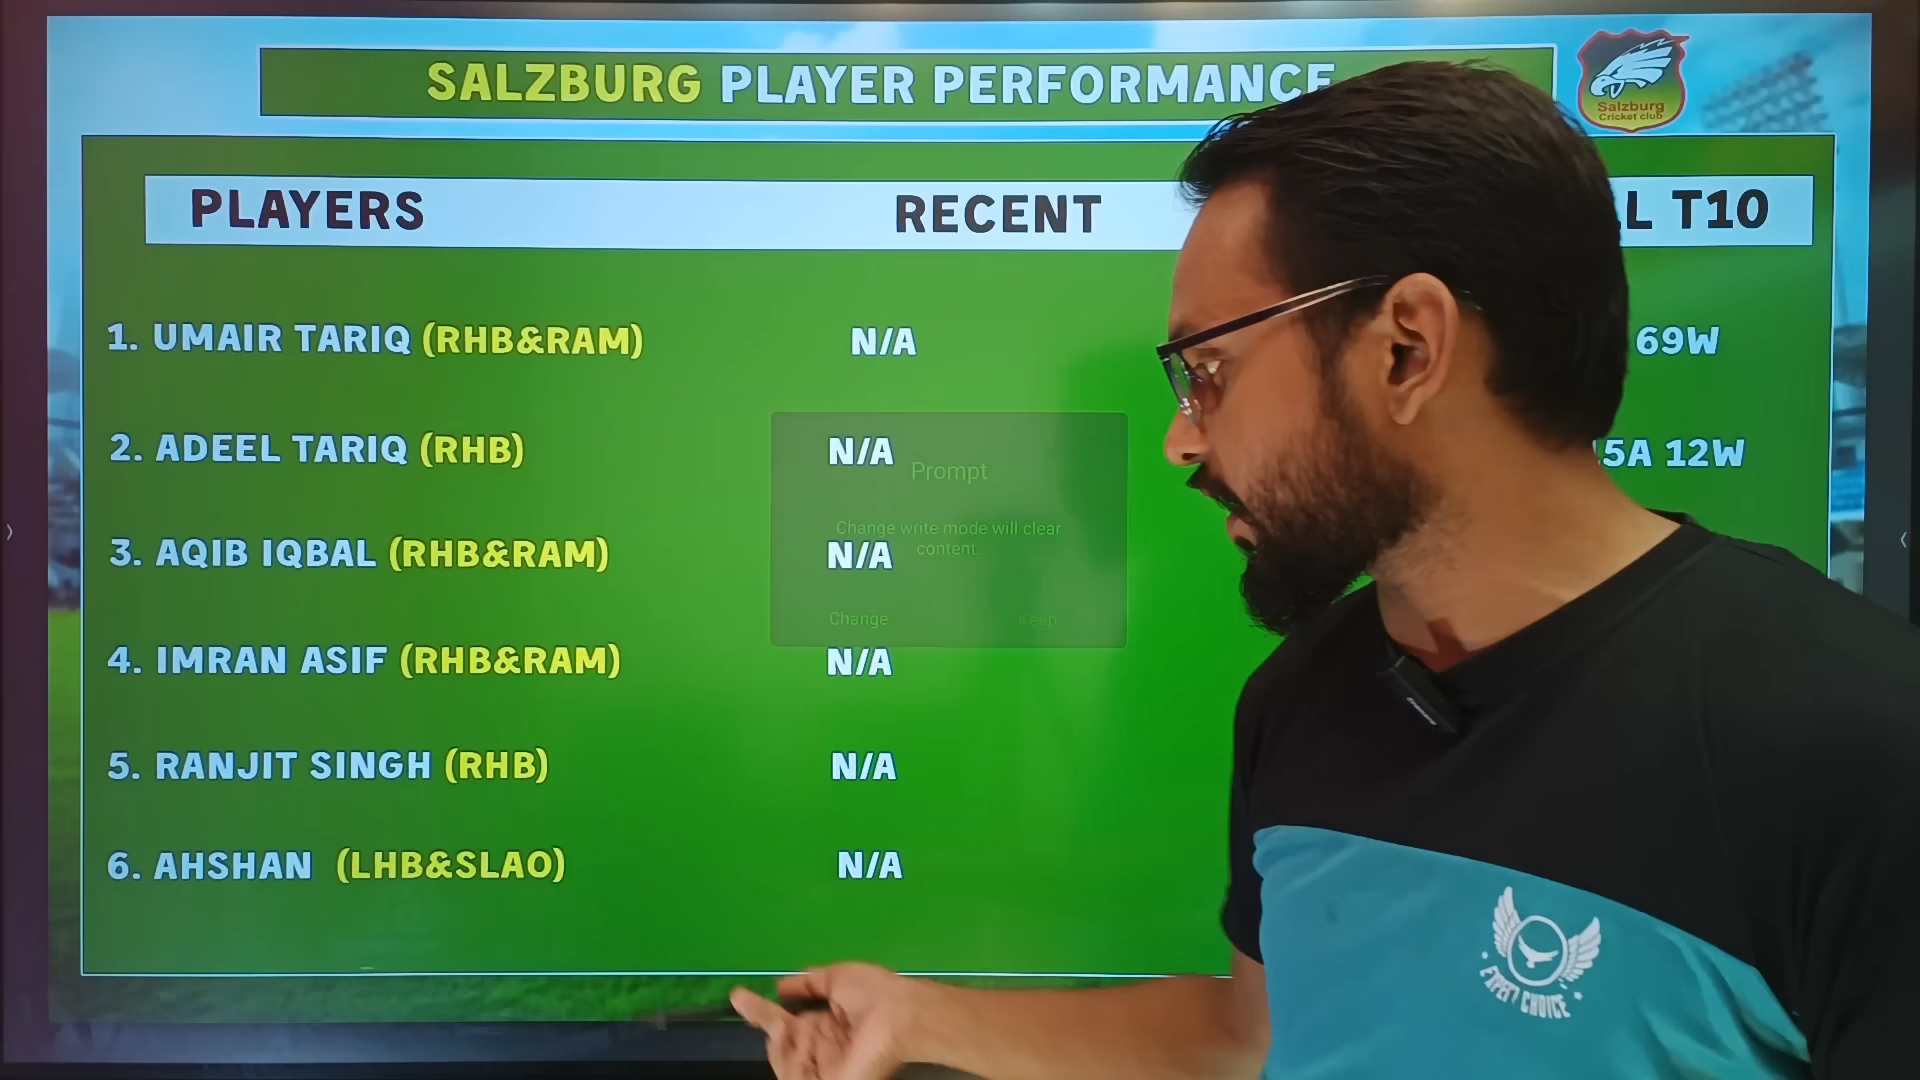 SALZBURG PLAYER PERFORMANCE
Salzburg
Cricket club
PLAYERS RECENT L T10
1. UMAIR TARIQ (RHB&RAM) N/A 69W
2. ADEEL TARIQ (RHB) N/A 5A 12W
Prompt
Change write mode will clear
content.
3. AQIB IQBAL (RHB&RAM) N/A
Change Keep
4. IMRAN ASIF (RHB&RAM) N/A
5. RANJIT SINGH (RHB) N/A
6. AHSHAN (LHB&SLAO) N/A
EXPERT CHOICE